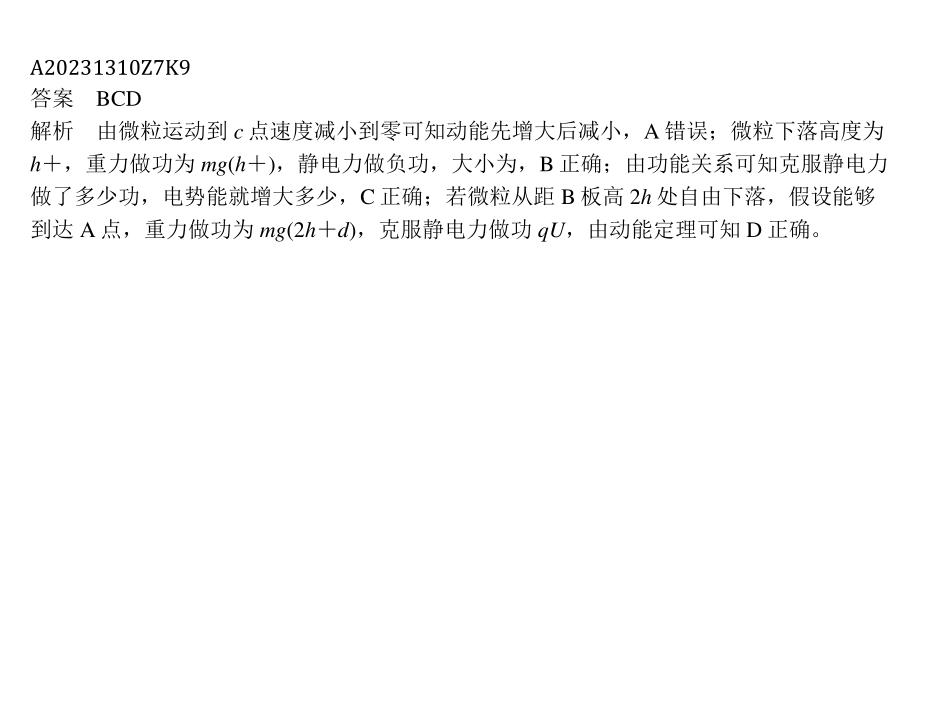 A20231310Z7K9
答案 BCD
解析 由微粒运动到 c 点速度减小到零可知动能先增大后减小，A 错误；微粒下落高度为
h＋，重力做功为 mg(h＋)，静电力做负功，大小为，B 正确；由功能关系可知克服静电力
做了多少功，电势能就增大多少，C 正确；若微粒从距 B 板高 2h 处自由下落，假设能够
到达 A 点，重力做功为 mg(2h＋d)，克服静电力做功 qU，由动能定理可知 D 正确。